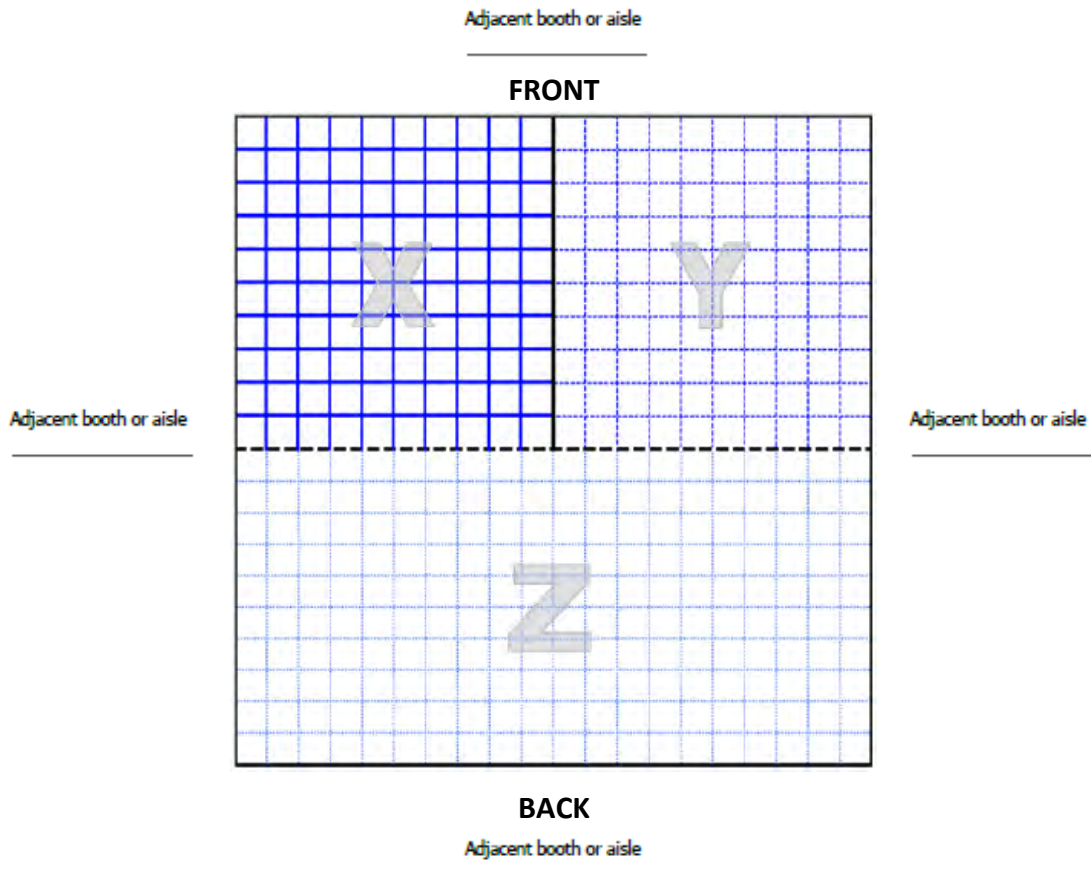 Adjacent booth or aisle
FRONT
X
Y
Adjacent booth or aisle
Adjacent booth or aisle
Z
BACK
Adjacent booth or aisle